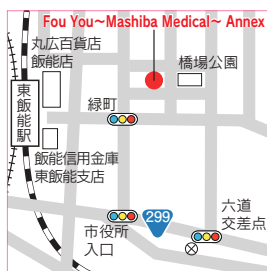 Fou You~Mashiba Medical~ Annex
丸広百貨店
飯能店
橋場公園
東飯能駅
緑町
飯能信用金庫
東飯能支店
市役所
入口
299
六道
交差点